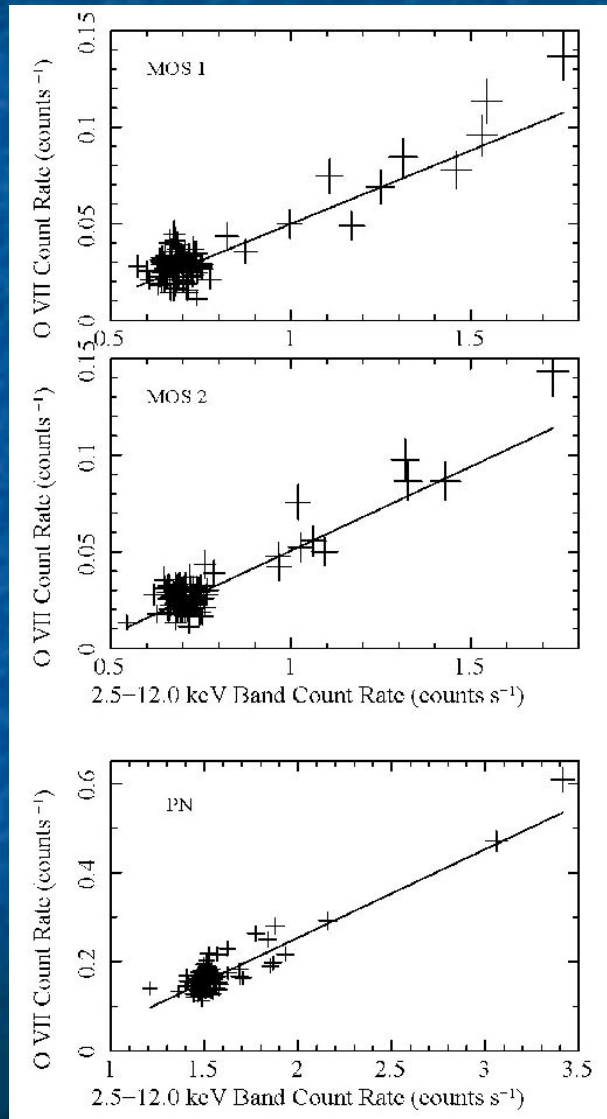 MOS 1
O VII Count Rate (counts s⁻¹)
0 0.05 0.1 0.15
0.5 1 1.5
MOS 2
O VII Count Rate (counts s⁻¹)
0 0.05 0.1 0.15
0.5 1 1.5
2.5−12.0 keV Band Count Rate (counts s⁻¹)
PN
O VII Count Rate (counts s⁻¹)
0 0.2 0.4 0.6
1 1.5 2 2.5 3 3.5
2.5−12.0 keV Band Count Rate (counts s⁻¹)